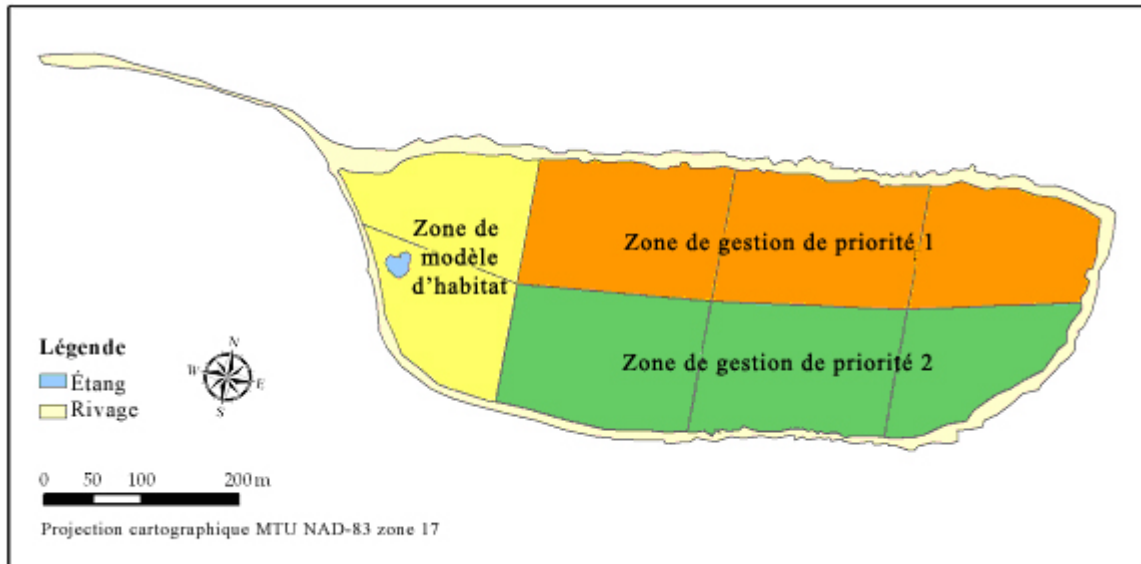 Zone de
modèle
d'habitat
Zone de gestion de priorité 1
Zone de gestion de priorité 2
Légende
Étang
Rivage
N
W
E
S
0 50 100 200 m
Projection cartographique MTU NAD-83 zone 17